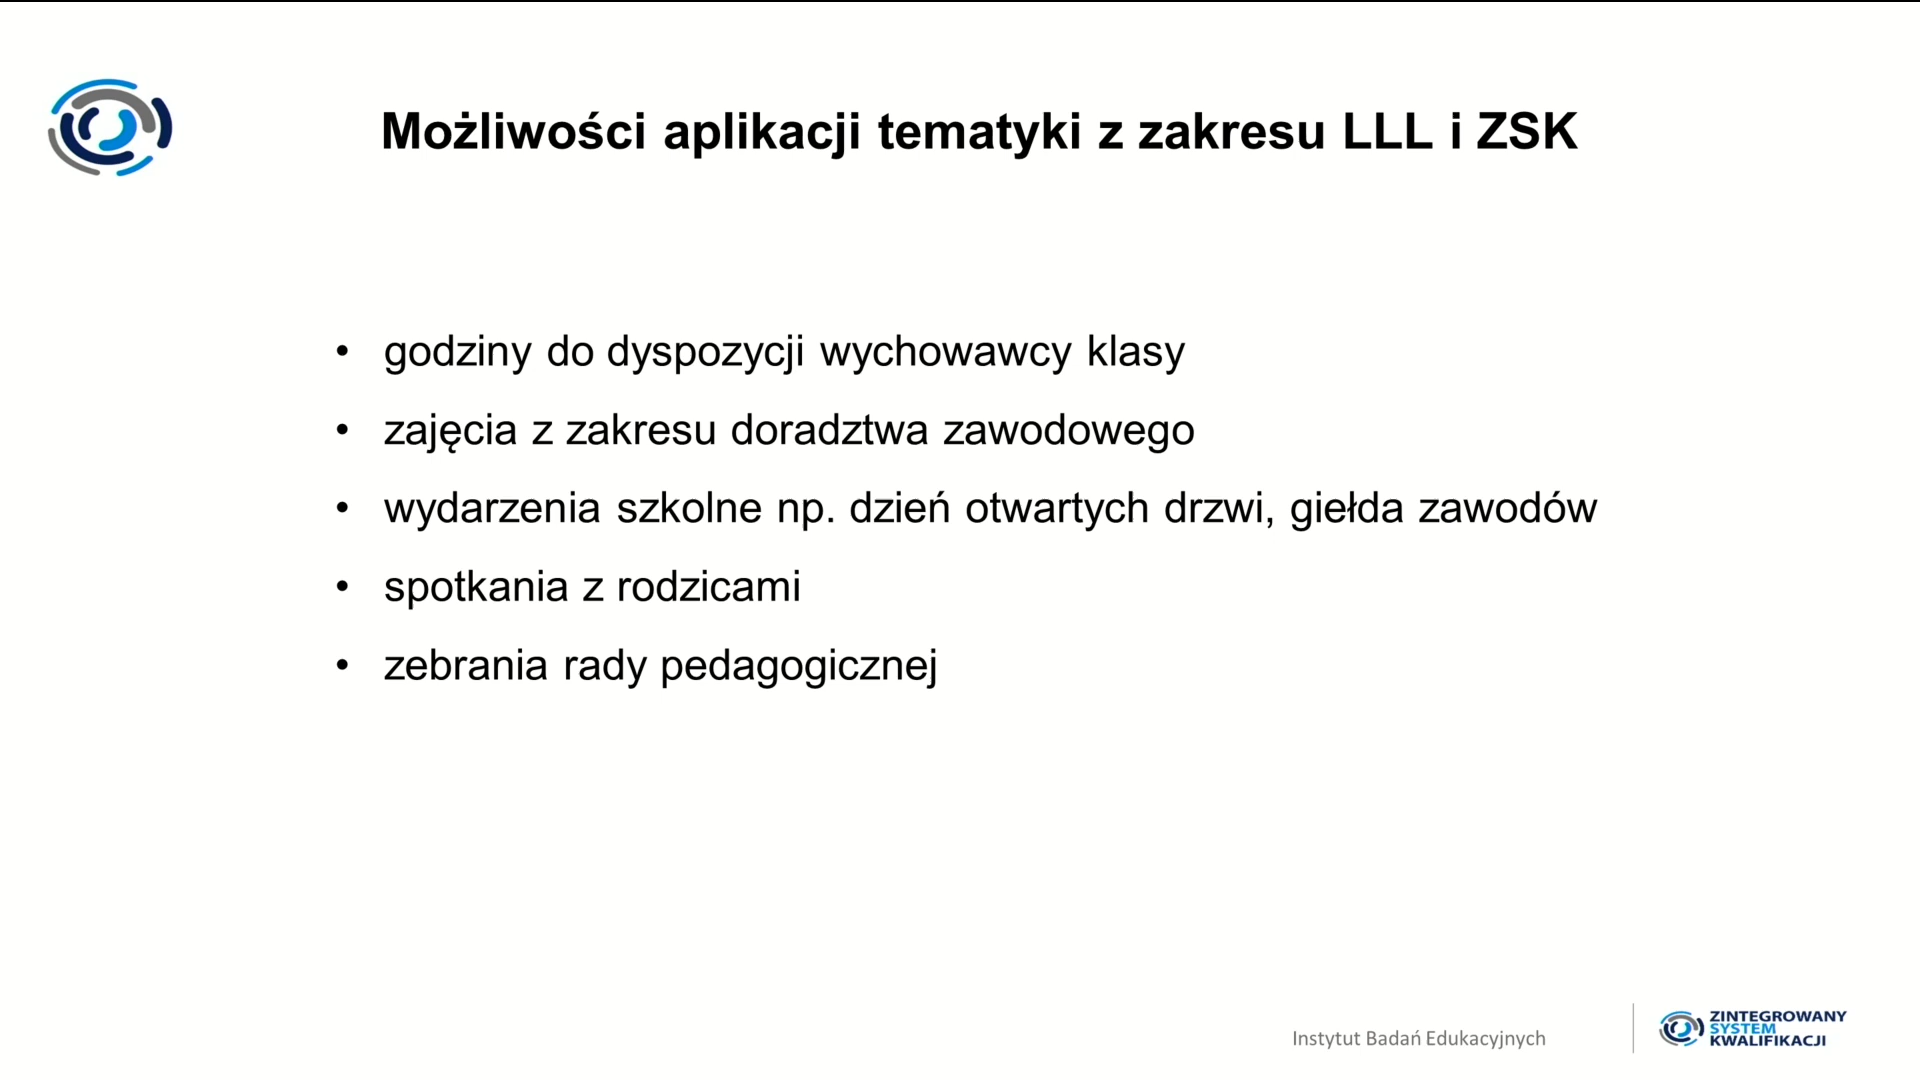 Możliwości aplikacji tematyki z zakresu LLL i ZSK
• godziny do dyspozycji wychowawcy klasy
• zajęcia z zakresu doradztwa zawodowego
• wydarzenia szkolne np. dzień otwartych drzwi, giełda zawodów
• spotkania z rodzicami
• zebrania rady pedagogicznej
Instytut Badań Edukacyjnych
ZINTEGROWANY
SYSTEM
KWALIFIKACJI